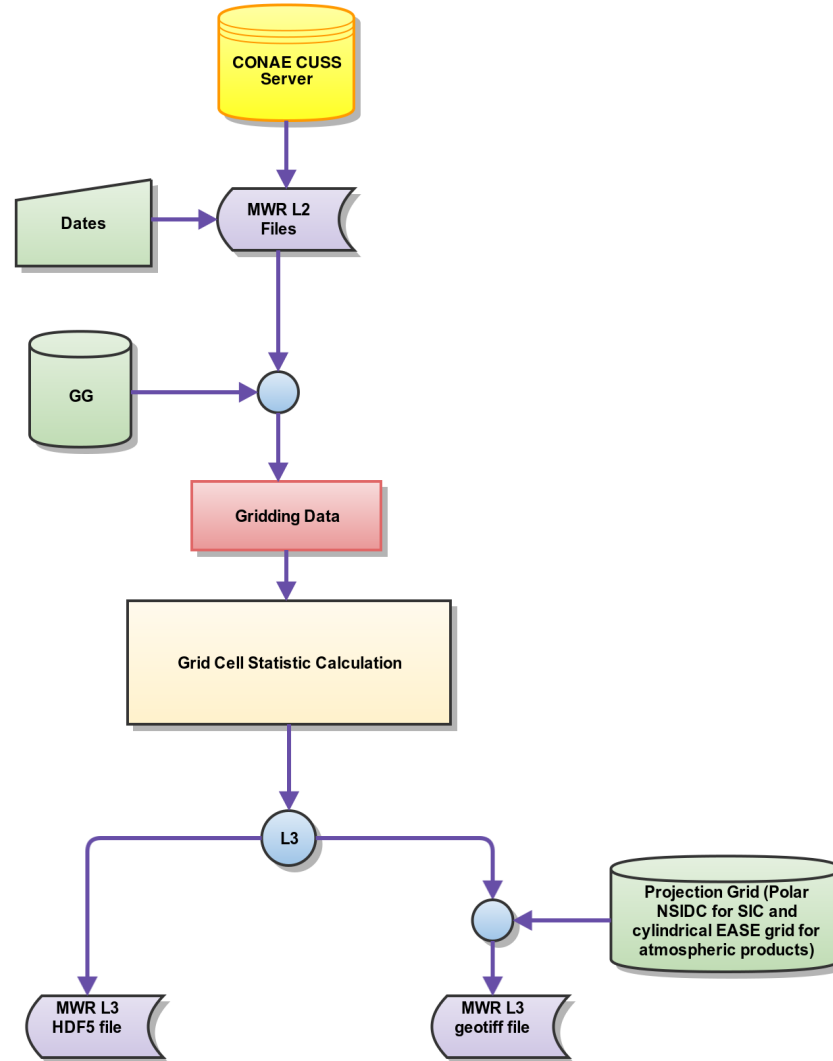 CONAE CUSS
Server
MWR L2
Files
Dates
GG
Gridding Data
Grid Cell Statistic Calculation
L3
Projection Grid (Polar
NSIDC for SIC and
cylindrical EASE grid for
atmospheric products)
MWR L3
HDF5 file
MWR L3
geotiff file